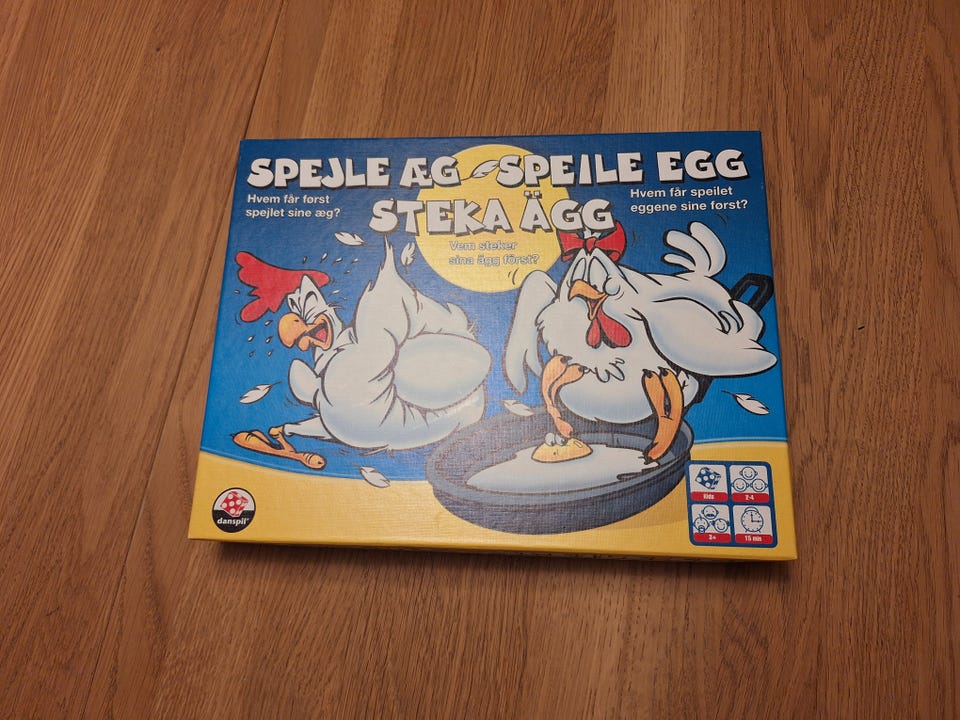 SPEJLE ÆG SPEILE EGG
Hvem får først
spejlet sine æg?
Hvem får speilet
eggene sine først?
STEKA ÄGG
Vem steker
sina ägg först?
danspil
Kids
2-4
3+
15 min